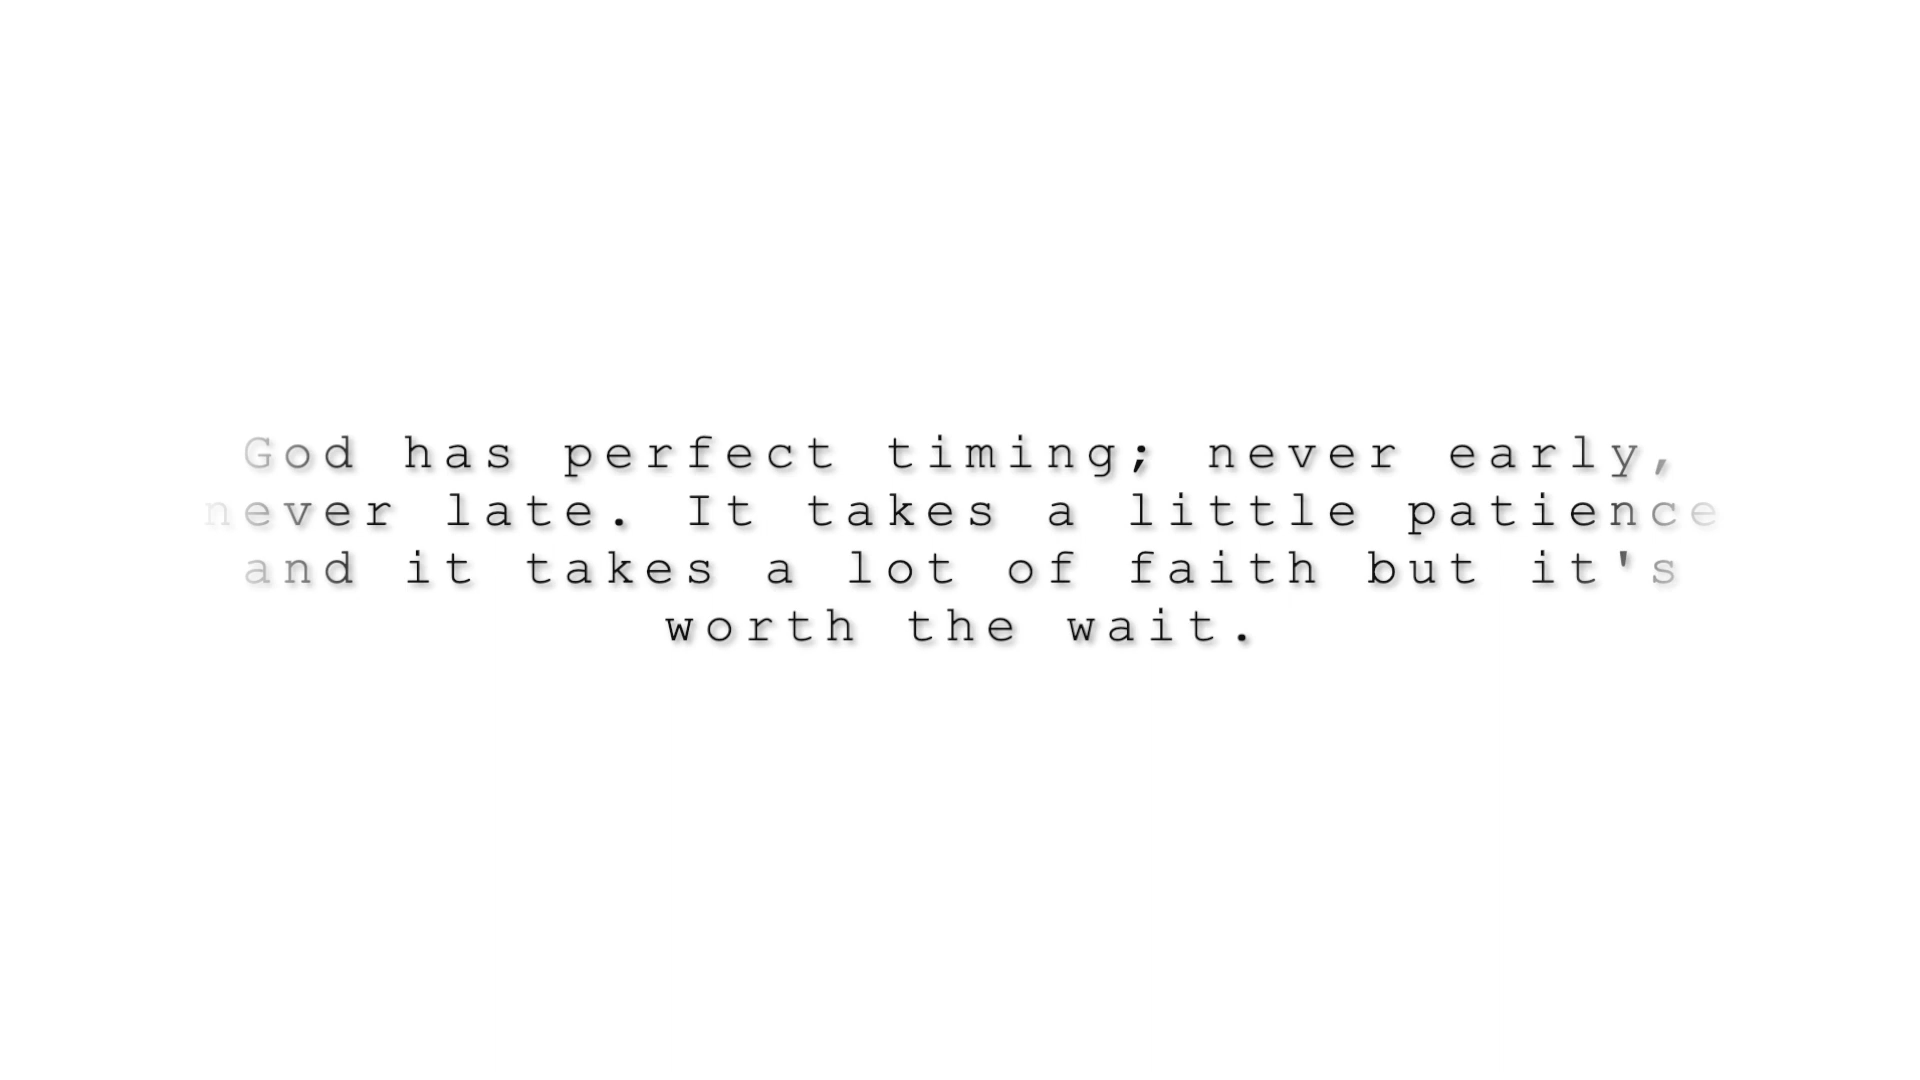 God has perfect timing; never early,
never late. It takes a little patience
and it takes a lot of faith but it's
worth the wait.